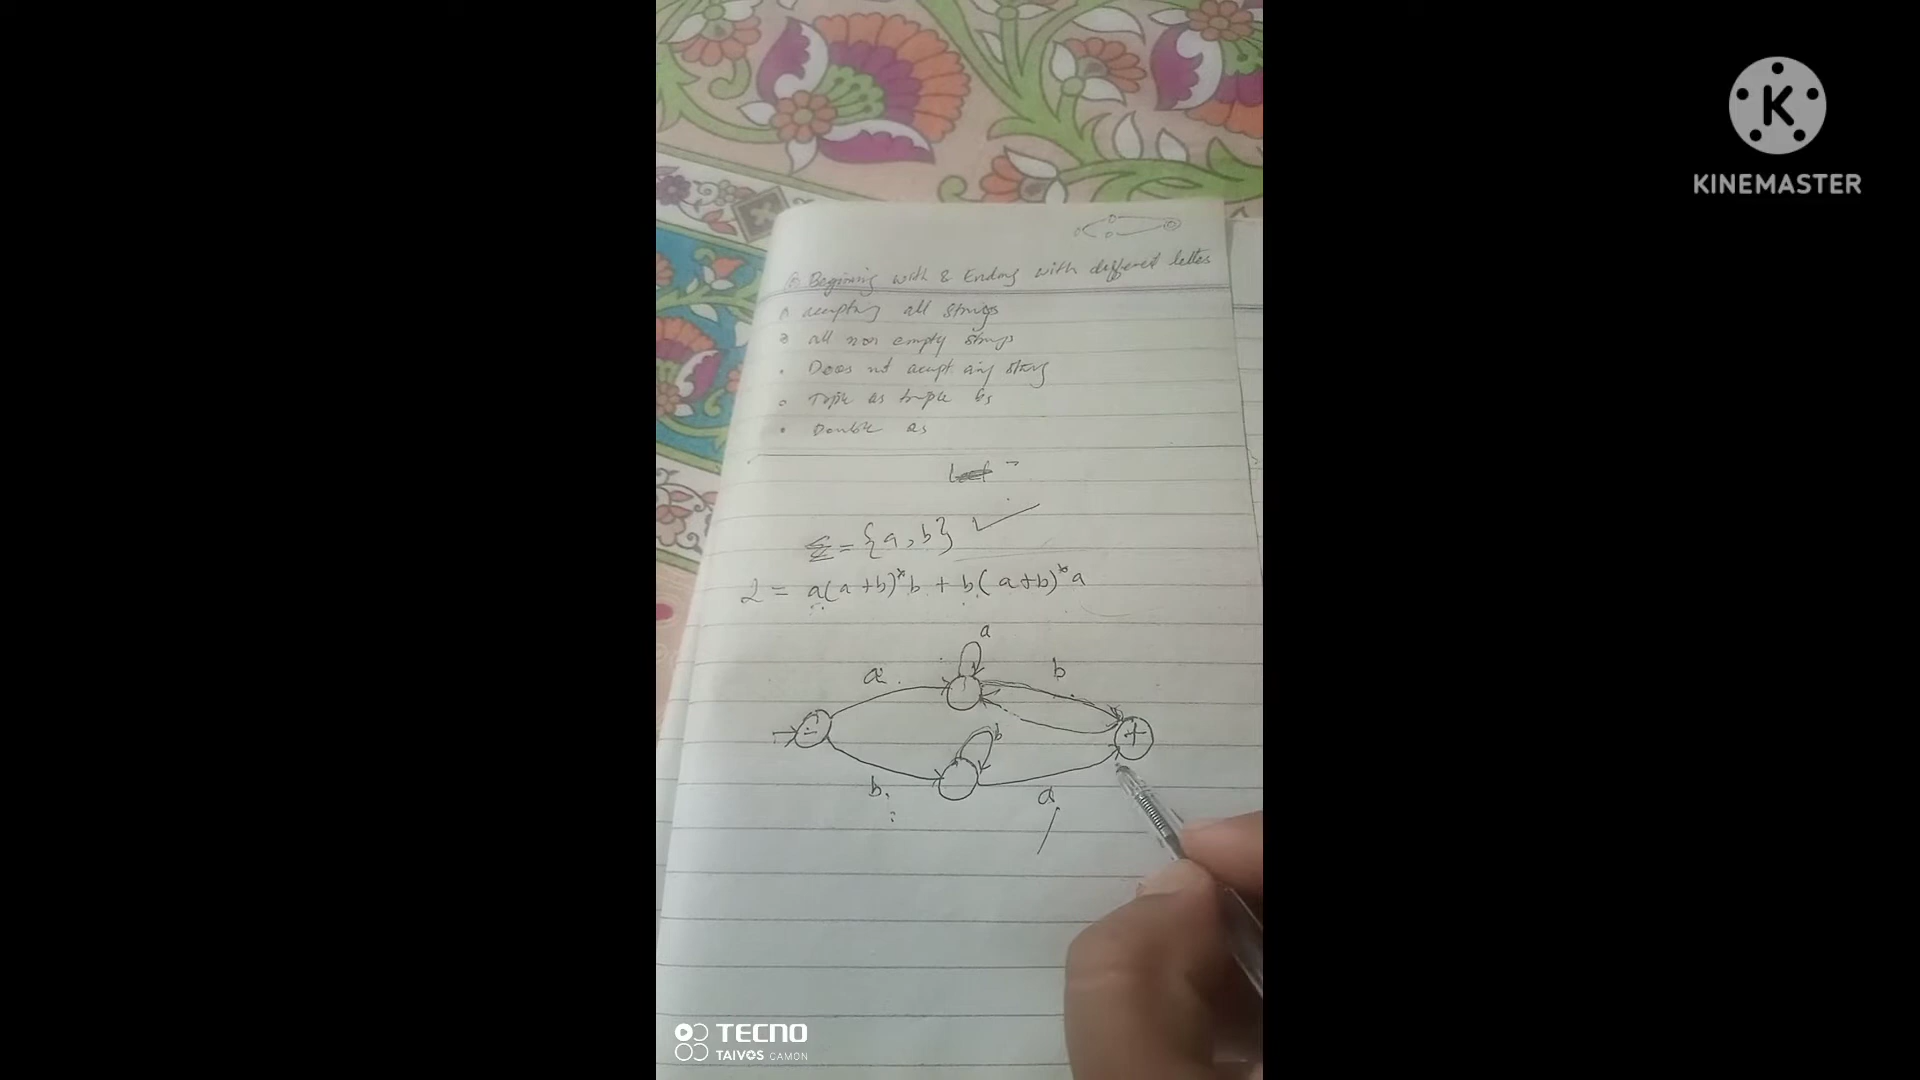 Begining with & Ending with different letters
accepting all strings
all non empty strings
Does not accept any string
Triple as triple bs
Double as
Σ = {a, b}
L = a(a+b)*b + b(a+b)*a
a
a b
- +
b
b a
K
KINEMASTER
TECNO
TAIVOS CAMON